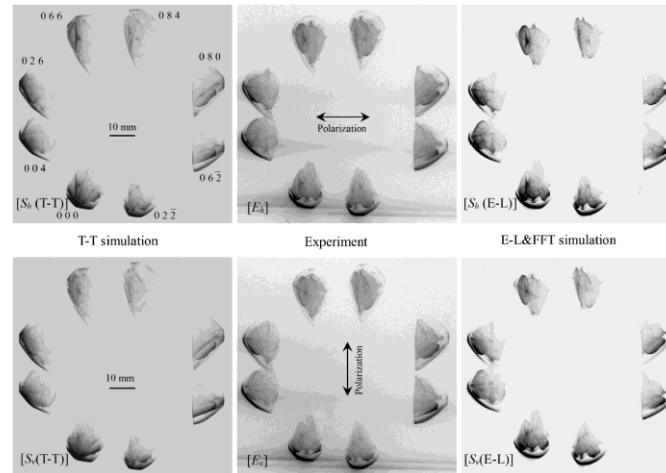 0 6 6
0 8 4
0 2 6
0 8 0
10 mm
Polarization
0 0 4
0 6 2̅
[Sh (T-T)]
[Eh]
[Sh (E-L)]
0 0 0
0 2 2̅
T-T simulation
Experiment
E-L&FFT simulation
10 mm
Polarization
[Sv(T-T)]
[Ev]
[Sv(E-L)]